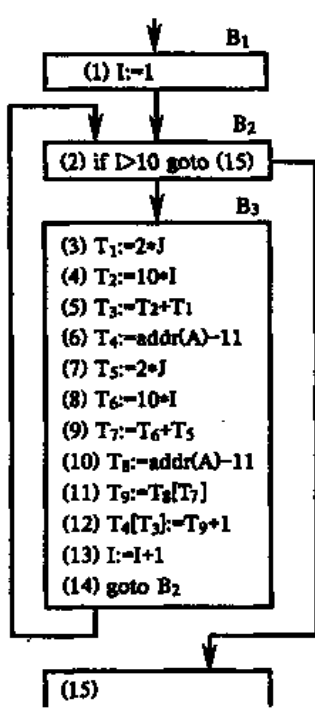 B₁
(1) I:=1
B₂
(2) if I>10 goto (15)
B₃
(3) T₁:=2*J
(4) T₂:=10*I
(5) T₃:=T₂+T₁
(6) T₄:=addr(A)-11
(7) T₅:=2*J
(8) T₆:=10*I
(9) T₇:=T₆+T₅
(10) T₈:=addr(A)-11
(11) T₉:=T₈[T₇]
(12) T₄[T₃]:=T₉+1
(13) I:=I+1
(14) goto B₂
(15)